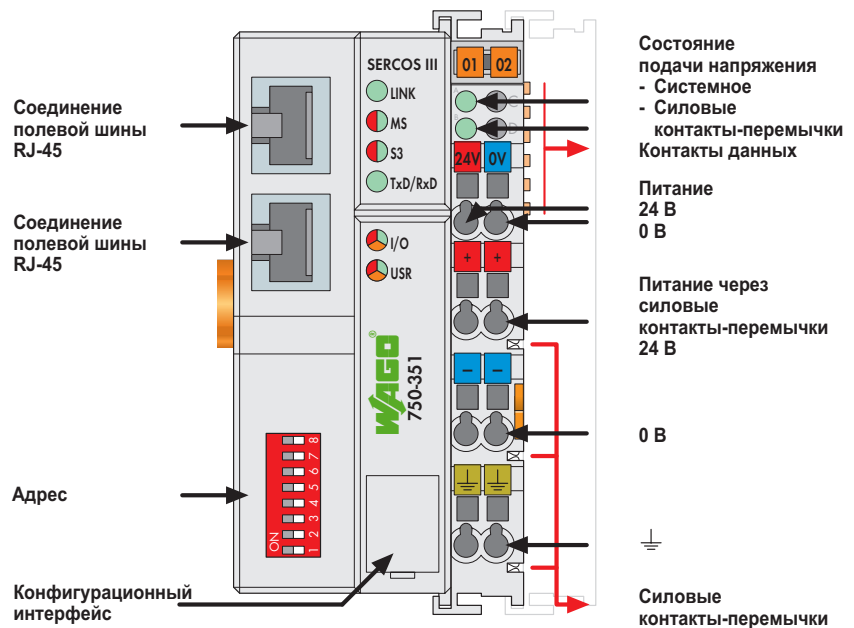 Соединение
полевой шины
RJ-45
Соединение
полевой шины
RJ-45
Адрес
Конфигурационный
интерфейс
SERCOS III
LINK
MS
S3
TxD/RxD
I/O
USR
WAGO®
750-351
ON
1 2 3 4 5 6 7 8
01 02
A C
B D
24V 0V
+ +
– –
Состояние
подачи напряжения
- Системное
- Силовые
контакты-перемычки
Контакты данных
Питание
24 В
0 В
Питание через
силовые
контакты-перемычки
24 В
0 В
Силовые
контакты-перемычки